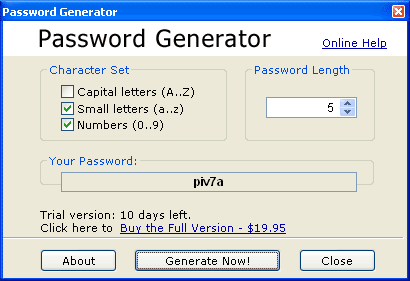 Password Generator
Password Generator
Online Help
Character Set
Capital letters (A..Z)
Small letters (a..z)
Numbers (0..9)
Password Length
5
Your Password:
piv7a
Trial version: 10 days left.
Click here to Buy the Full Version - $19.95
About
Generate Now!
Close